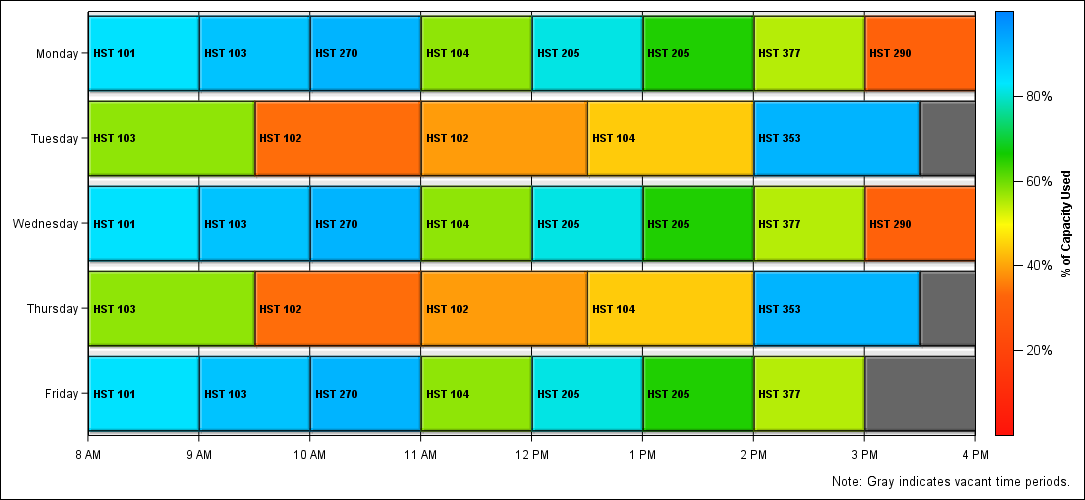 Monday
HST 101
HST 103
HST 270
HST 104
HST 205
HST 205
HST 377
HST 290
Tuesday
HST 103
HST 102
HST 102
HST 104
HST 353
Wednesday
HST 101
HST 103
HST 270
HST 104
HST 205
HST 205
HST 377
HST 290
Thursday
HST 103
HST 102
HST 102
HST 104
HST 353
Friday
HST 101
HST 103
HST 270
HST 104
HST 205
HST 205
HST 377
8 AM
9 AM
10 AM
11 AM
12 PM
1 PM
2 PM
3 PM
4 PM
80%
60%
40%
20%
% of Capacity Used
Note: Gray indicates vacant time periods.